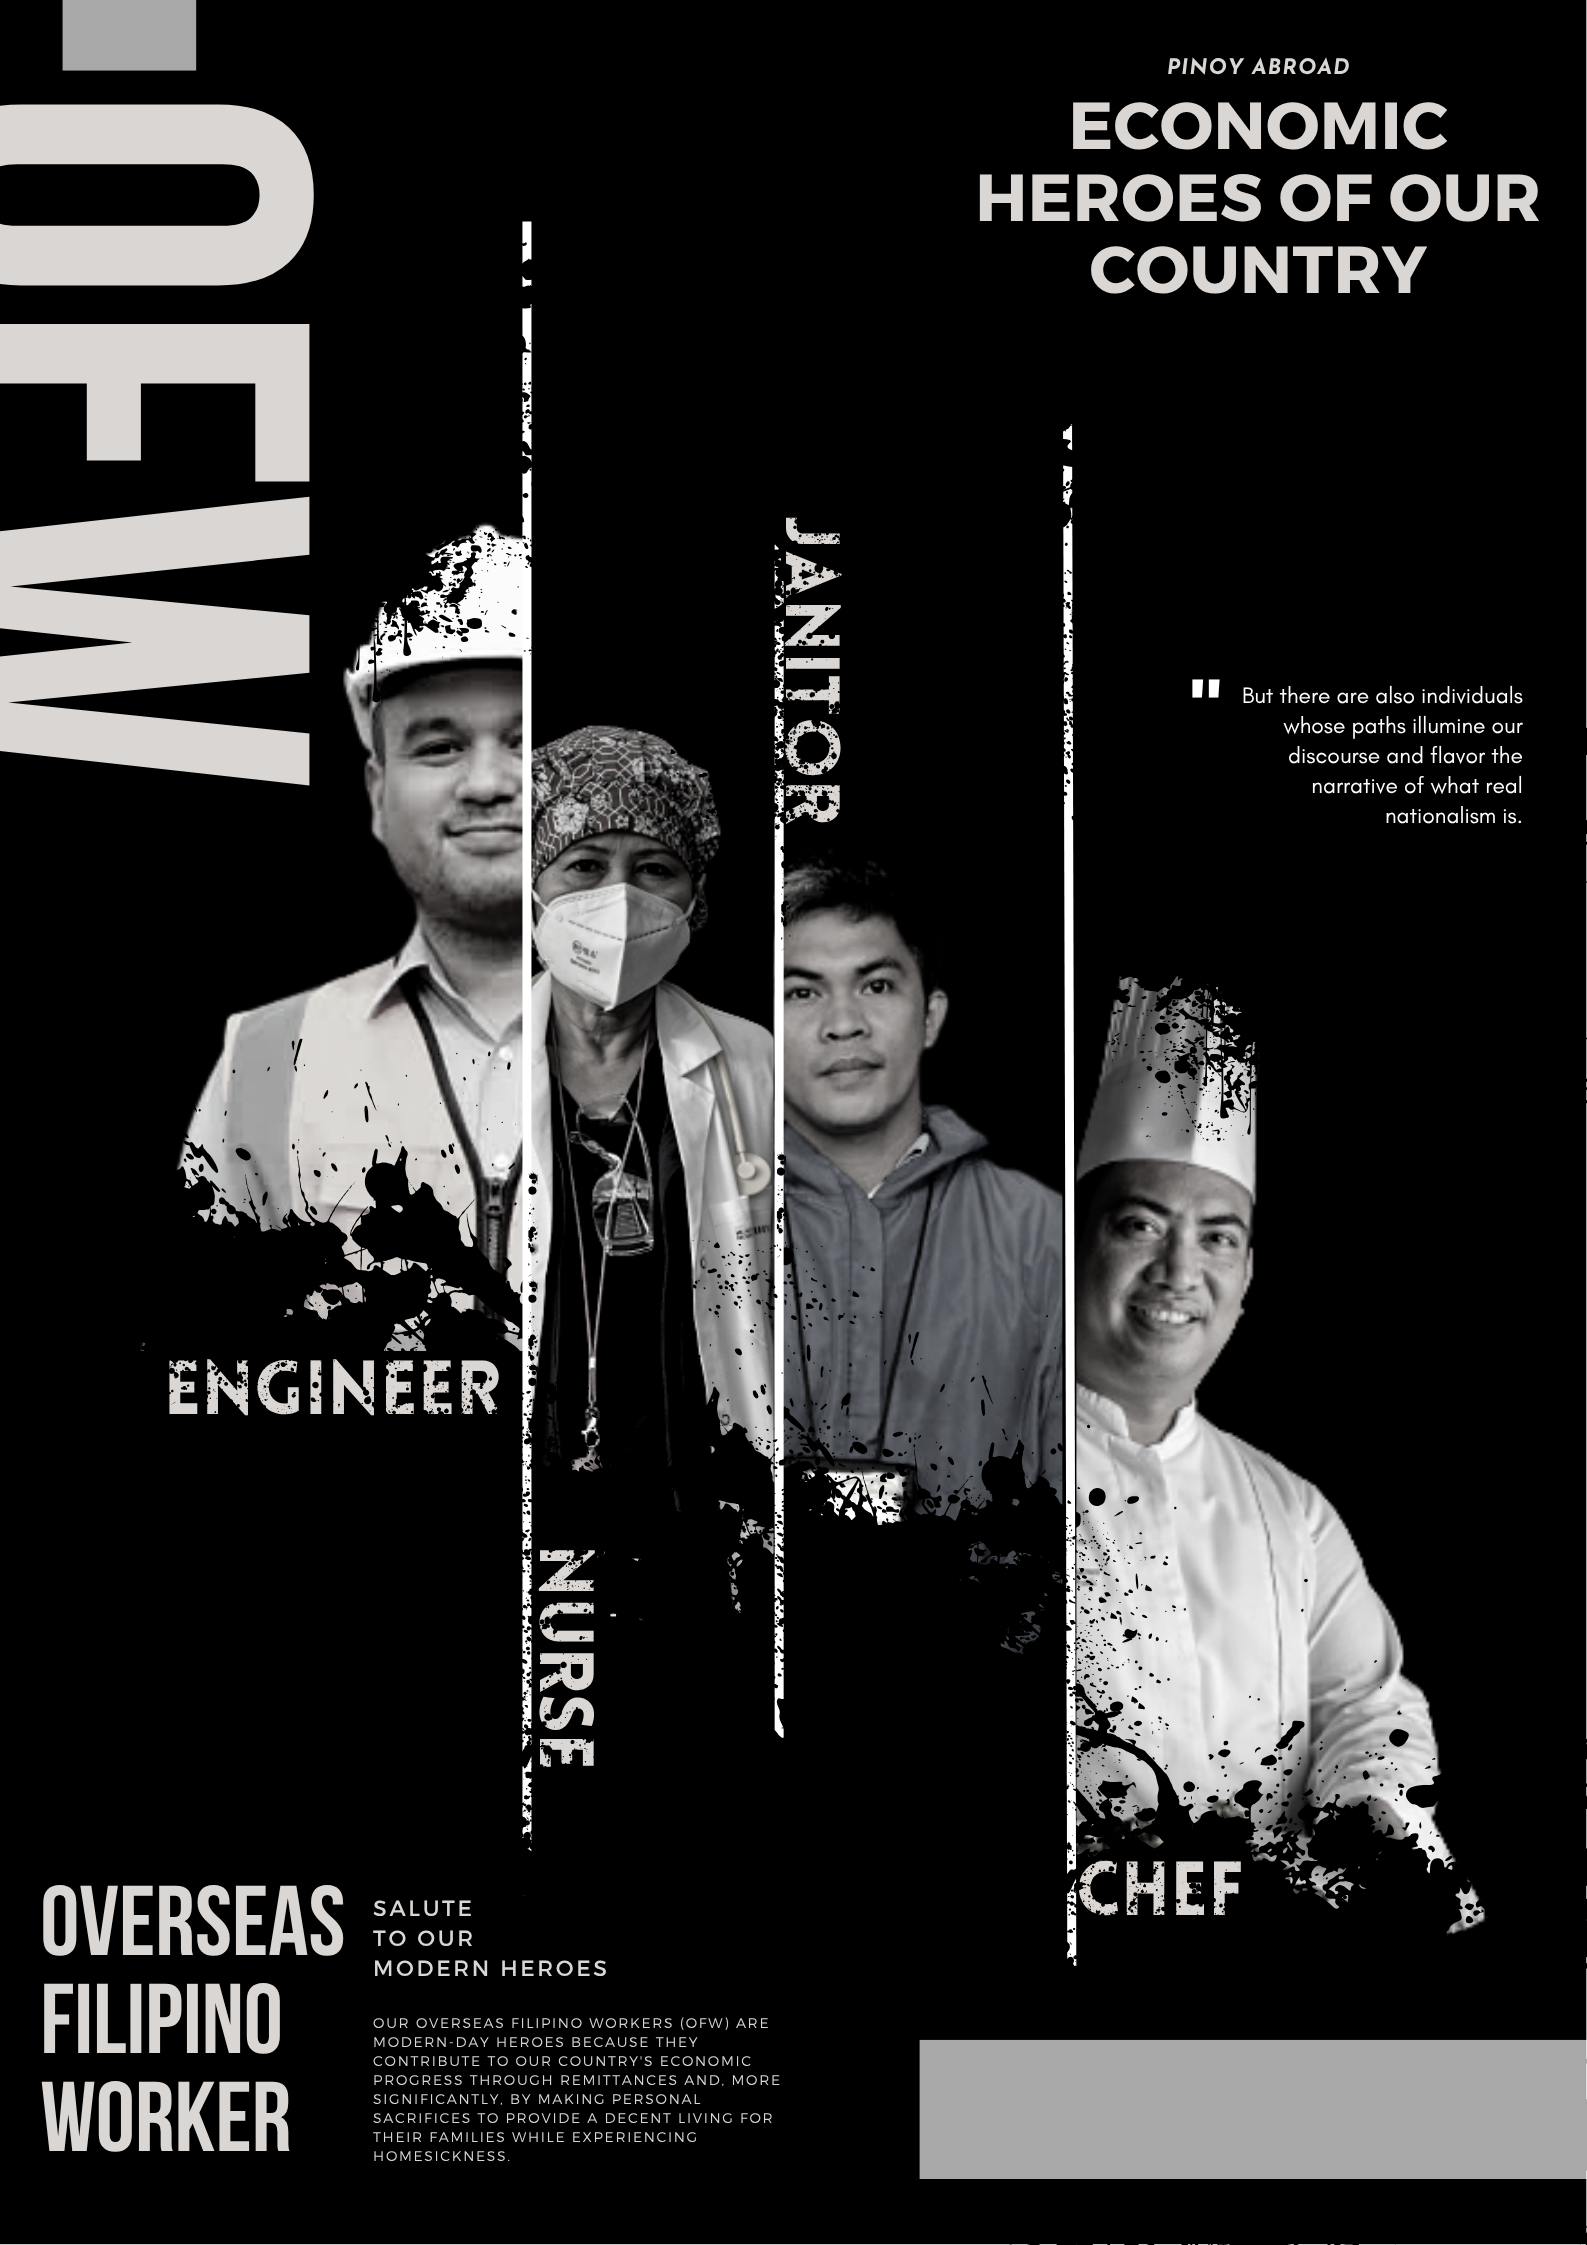 PINOY ABROAD
ECONOMIC
HEROES OF OUR
COUNTRY
OFW
JANITOR
" But there are also individuals
whose paths illumine our
discourse and flavor the
narrative of what real
nationalism is.
ENGINEER
NURSE
CHEF
OVERSEAS
FILIPINO
WORKER
SALUTE
TO OUR
MODERN HEROES
OUR OVERSEAS FILIPINO WORKERS (OFW) ARE
MODERN-DAY HEROES BECAUSE THEY
CONTRIBUTE TO OUR COUNTRY'S ECONOMIC
PROGRESS THROUGH REMITTANCES AND, MORE
SIGNIFICANTLY, BY MAKING PERSONAL
SACRIFICES TO PROVIDE A DECENT LIVING FOR
THEIR FAMILIES WHILE EXPERIENCING
HOMESICKNESS.